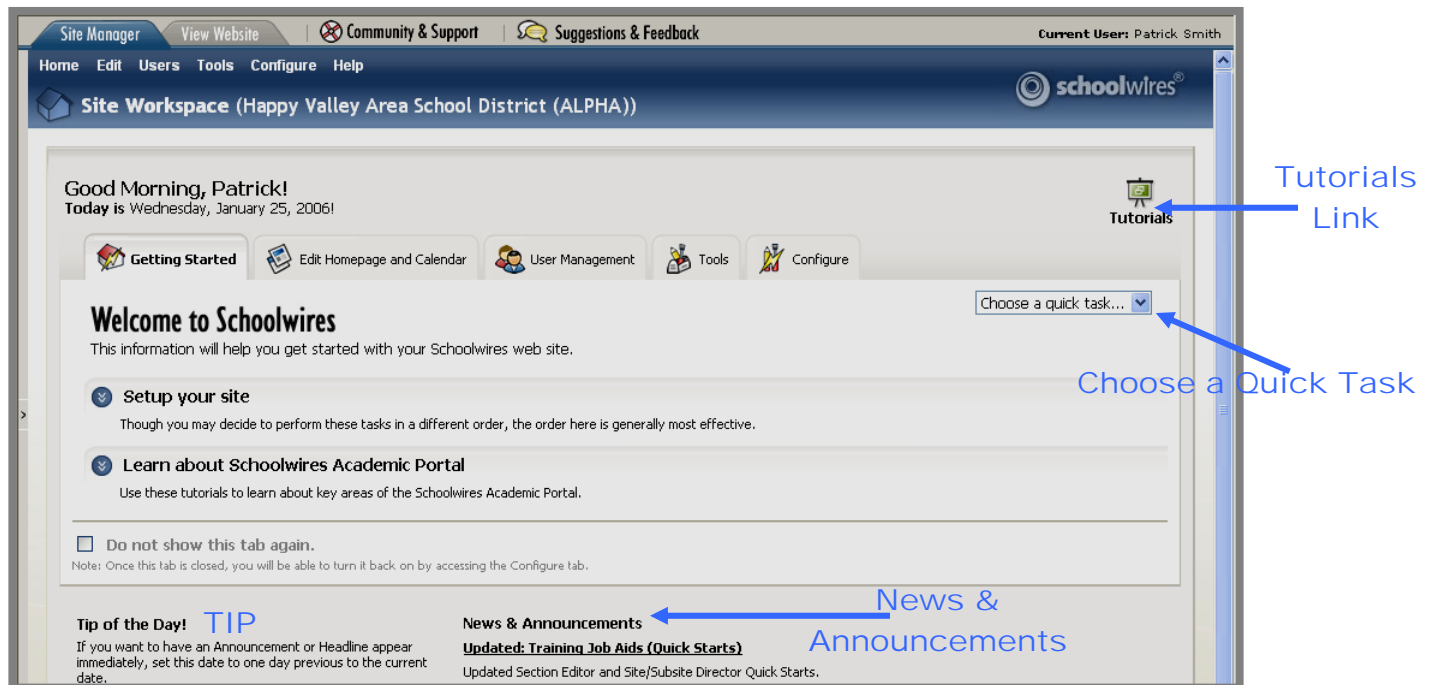 Site Manager View Website Community & Support Suggestions & Feedback Current User: Patrick Smith
Home Edit Users Tools Configure Help
schoolwires®
Site Workspace (Happy Valley Area School District (ALPHA))
Good Morning, Patrick!
Today is Wednesday, January 25, 2006!
Tutorials
Tutorials
Link
Getting Started Edit Homepage and Calendar User Management Tools Configure
Choose a quick task...
Welcome to Schoolwires
This information will help you get started with your Schoolwires web site.
Choose a Quick Task
Setup your site
Though you may decide to perform these tasks in a different order, the order here is generally most effective.
Learn about Schoolwires Academic Portal
Use these tutorials to learn about key areas of the Schoolwires Academic Portal.
Do not show this tab again.
Note: Once this tab is closed, you will be able to turn it back on by accessing the Configure tab.
Tip of the Day! TIP
If you want to have an Announcement or Headline appear
immediately, set this date to one day previous to the current
date.
News & Announcements
Updated: Training Job Aids (Quick Starts)
Updated Section Editor and Site/Subsite Director Quick Starts.
News &
Announcements